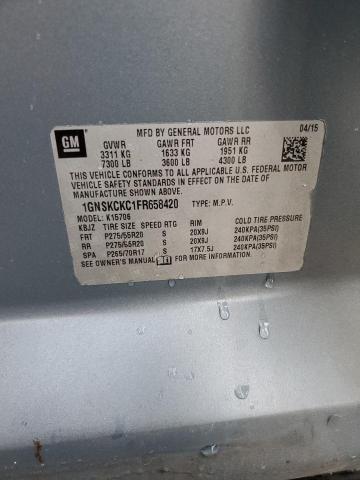 GM
MFD BY GENERAL MOTORS LLC 04/15
GVWR GAWR FRT GAWR RR
3311 KG 1633 KG 1951 KG
7300 LB 3600 LB 4300 LB
THIS VEHICLE CONFORMS TO ALL APPLICABLE U.S. FEDERAL MOTOR
VEHICLE SAFETY STANDARDS IN EFFECT ON THE DATE OF
MANUFACTURE SHOWN ABOVE.
1GNSKCKC1FR658420 TYPE: M.P.V.
MODEL: K15706
KBJZ TIRE SIZE SPEED RTG RIM COLD TIRE PRESSURE
FRT P275/55R20 S 20X9J 240KPA(35PSI)
RR P275/55R20 S 20X9J 240KPA(35PSI)
SPA P265/70R17 S 17X7.5J 240KPA(35PSI)
SEE OWNER'S MANUAL FOR MORE INFORMATION.